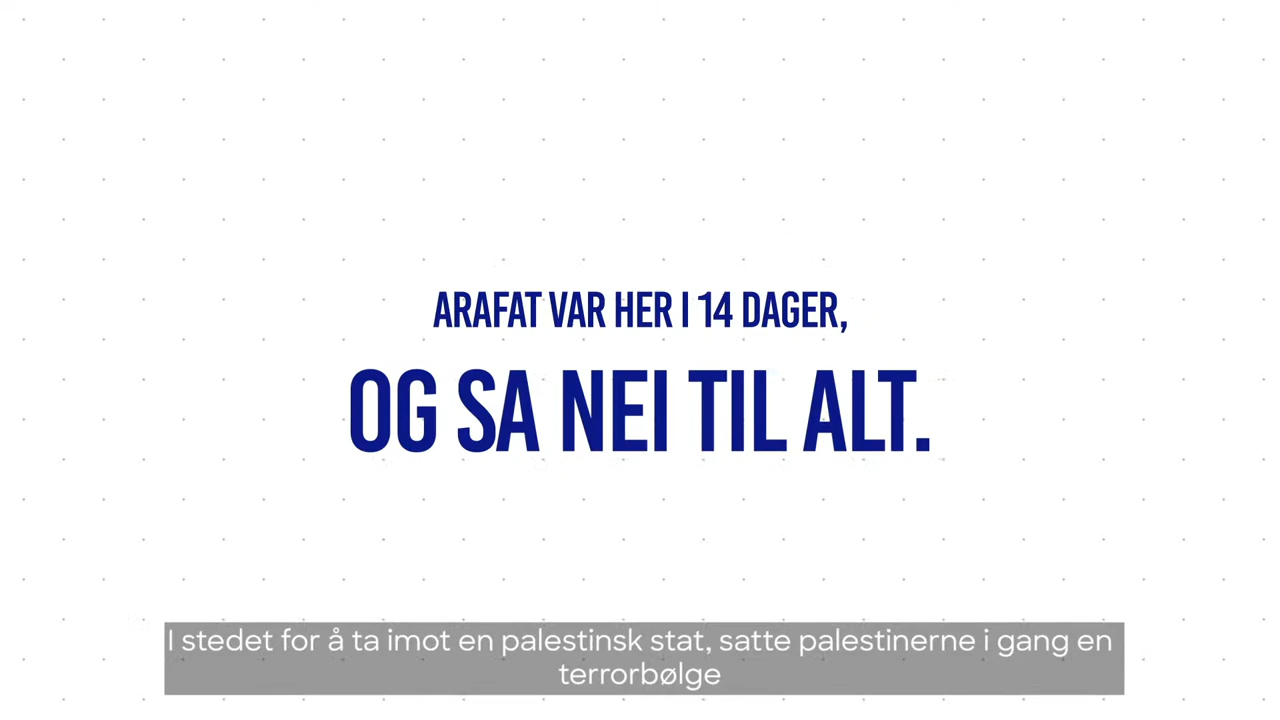 ARAFAT VAR HER I 14 DAGER,
OG SA NEI TIL ALT.
I stedet for å ta imot en palestinsk stat, satte palestinerne i gang en
terrorbølge